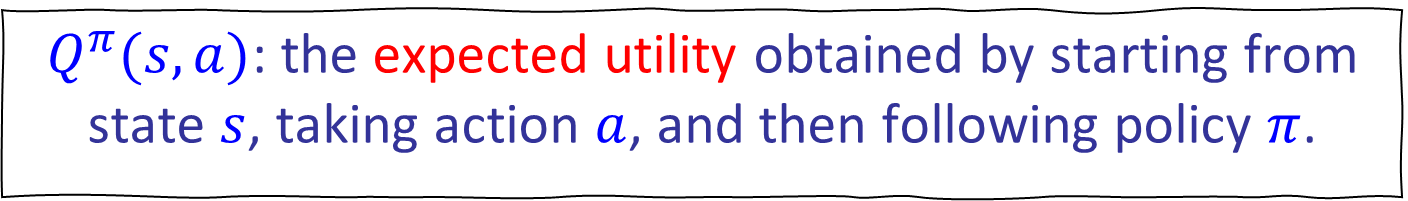 Q^π(s, a): the expected utility obtained by starting from
state s, taking action a, and then following policy π.